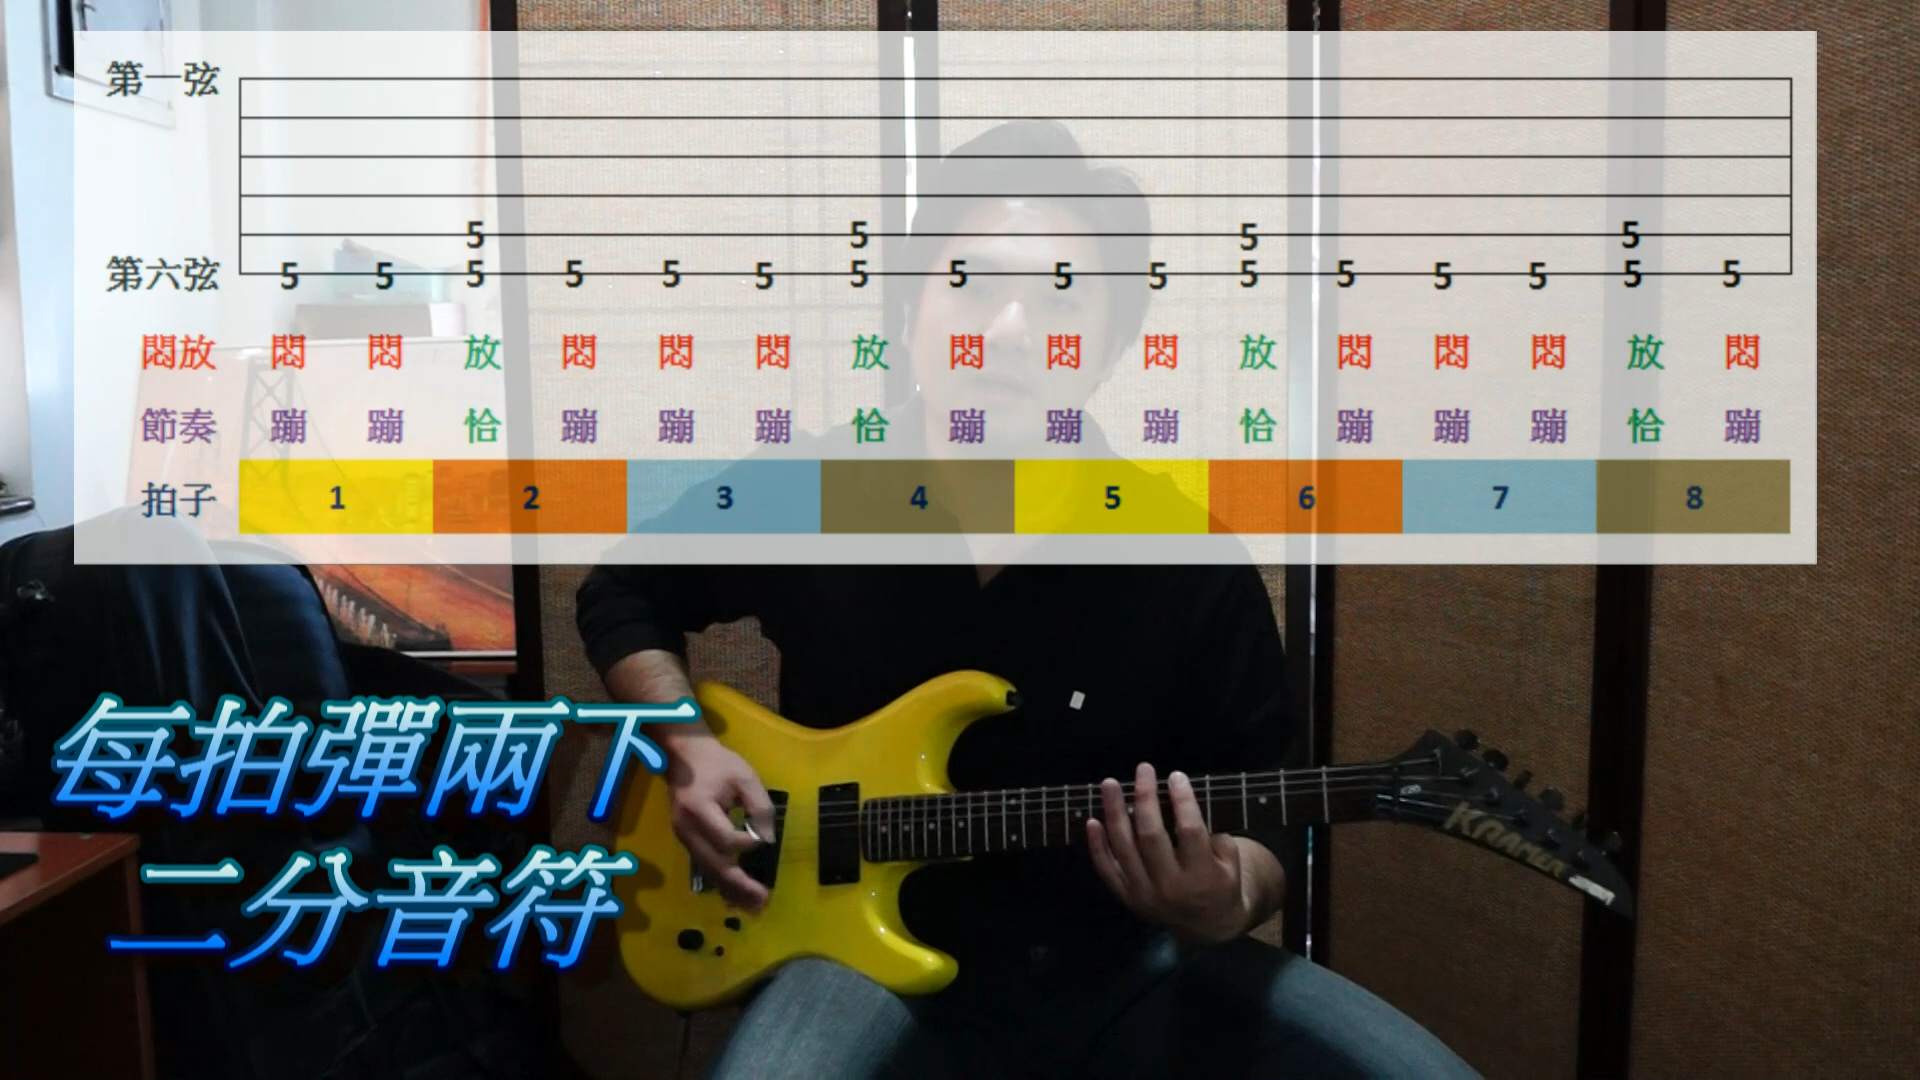 第一弦
5 5 5 5
第六弦 5 5 5 5 5 5 5 5 5 5 5 5 5 5 5 5
悶放 悶 悶 放 悶 悶 悶 放 悶 悶 悶 放 悶 悶 悶 放 悶
節奏 蹦 蹦 恰 蹦 蹦 蹦 恰 蹦 蹦 蹦 恰 蹦 蹦 蹦 恰 蹦
拍子 1 2 3 4 5 6 7 8
每拍彈兩下
二分音符
KRAMER